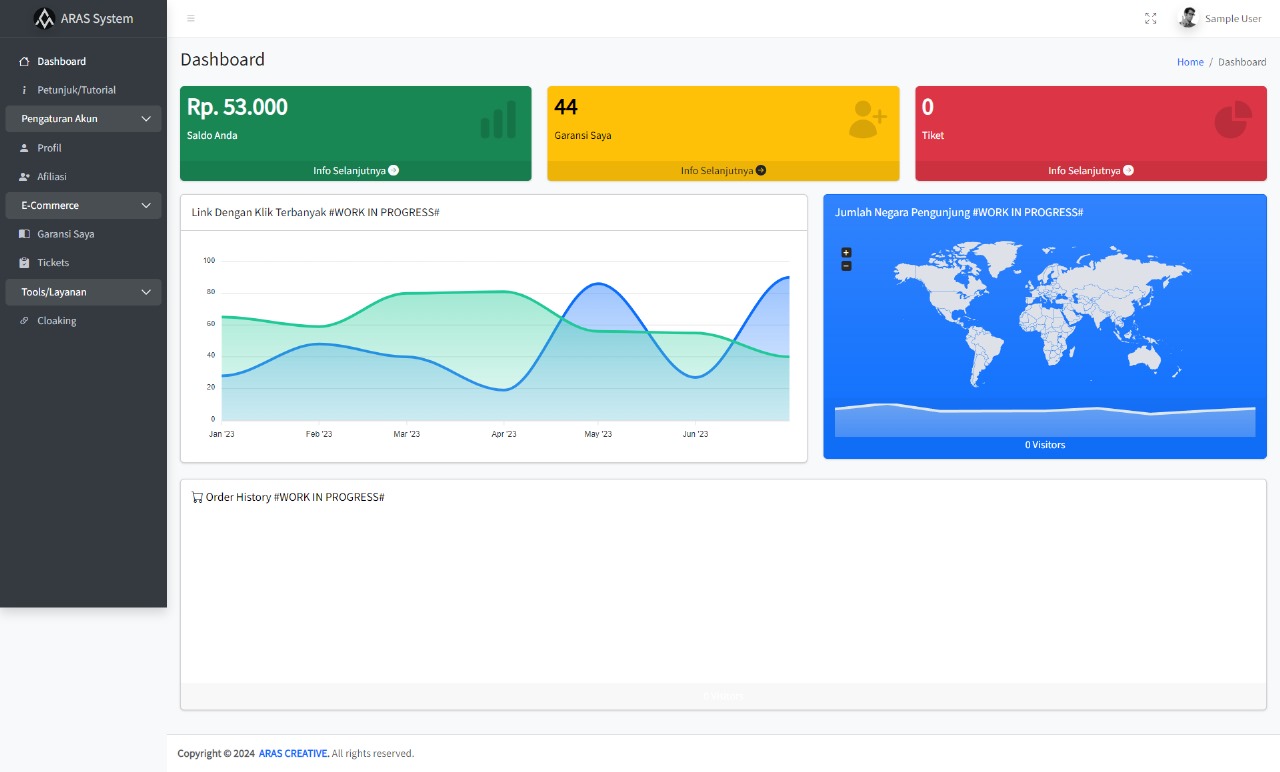 ARAS System
Sample User
Dashboard
Petunjuk/Tutorial
Pengaturan Akun
Profil
Afiliasi
E-Commerce
Garansi Saya
Tickets
Tools/Layanan
Cloaking
Dashboard
Home / Dashboard
Rp. 53.000
Saldo Anda
Info Selanjutnya
44
Garansi Saya
Info Selanjutnya
0
Tiket
Info Selanjutnya
Link Dengan Klik Terbanyak #WORK IN PROGRESS#
100
80
60
40
20
0
Jan '23 Feb '23 Mar '23 Apr '23 May '23 Jun '23
Jumlah Negara Pengunjung #WORK IN PROGRESS#
+
−
0 Visitors
Order History #WORK IN PROGRESS#
Copyright © 2024 ARAS CREATIVE. All rights reserved.